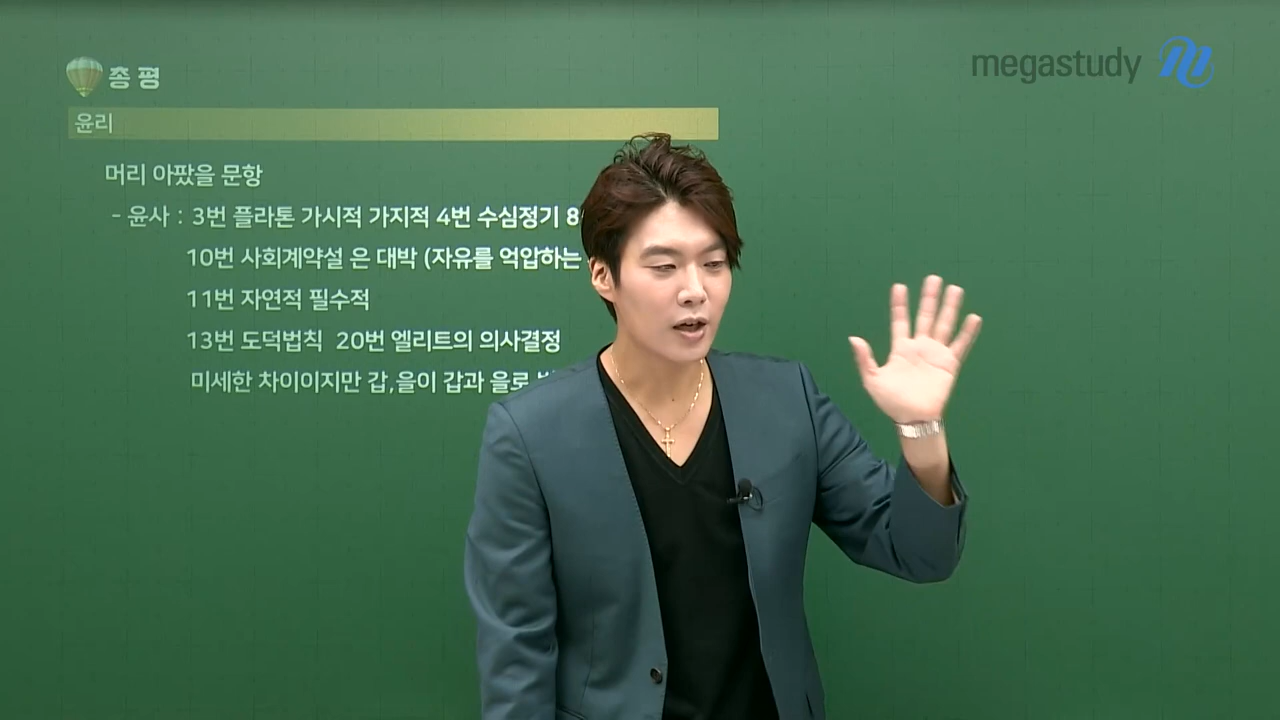 총평
megastudy
윤리
머리 아팠을 문항
- 윤사 : 3번 플라톤 가시적 가지적 4번 수심정기 8
10번 사회계약설 은 대박 (자유를 억압하는
11번 자연적 필수적
13번 도덕법칙 20번 엘리트의 의사결정
미세한 차이이지만 갑,을이 갑과 을로